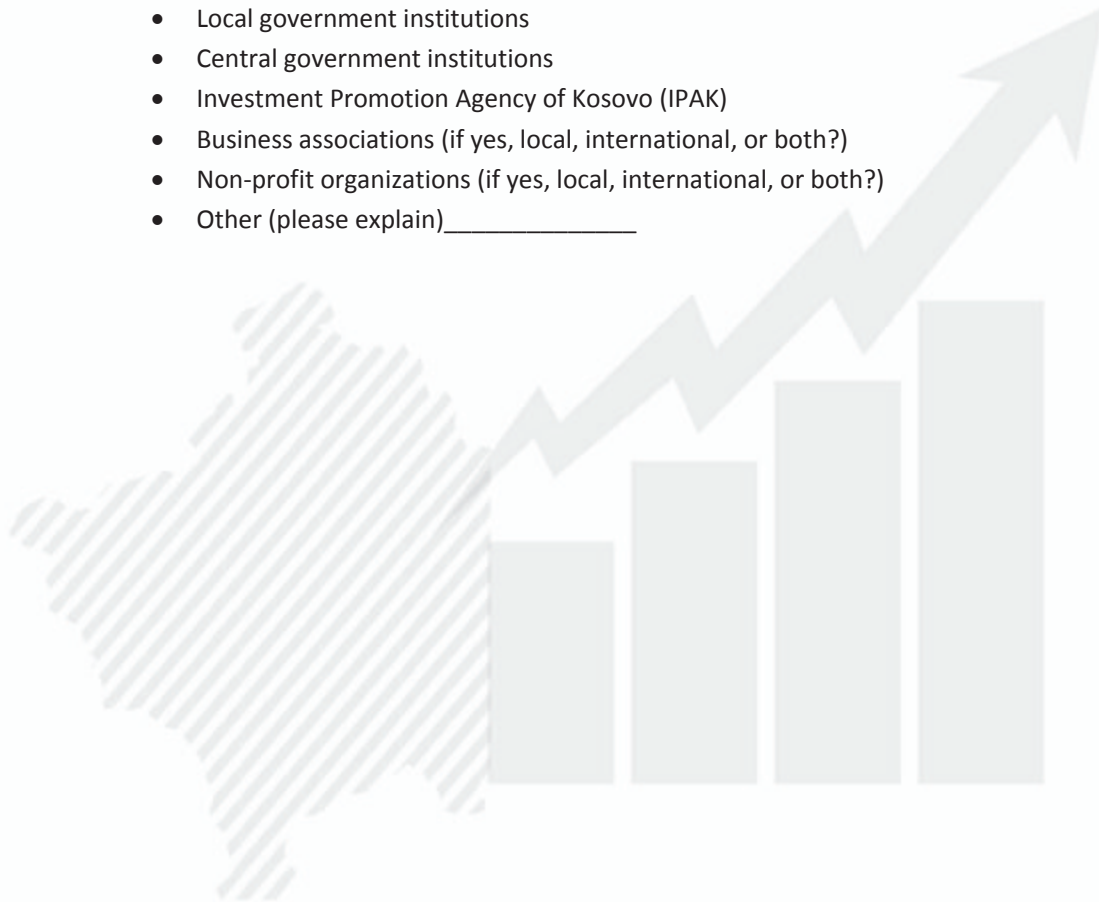 • Local government institutions
• Central government institutions
• Investment Promotion Agency of Kosovo (IPAK)
• Business associations (if yes, local, international, or both?)
• Non-profit organizations (if yes, local, international, or both?)
• Other (please explain)______________